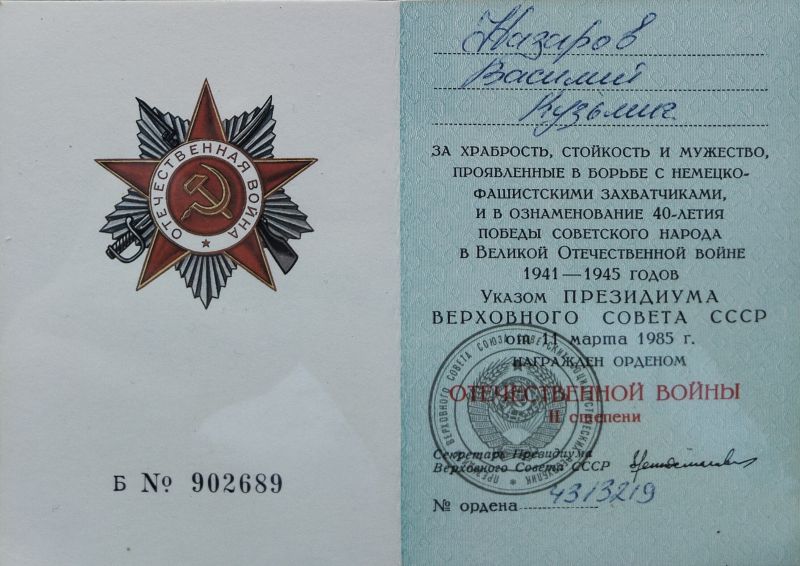 ОТЕЧЕСТВЕННАЯ ВОЙНА
Б № 902689
Назаров
Василий
Кузьмич
ЗА ХРАБРОСТЬ, СТОЙКОСТЬ И МУЖЕСТВО,
ПРОЯВЛЕННЫЕ В БОРЬБЕ С НЕМЕЦКО-
ФАШИСТСКИМИ ЗАХВАТЧИКАМИ,
И В ОЗНАМЕНОВАНИЕ 40-ЛЕТИЯ
ПОБЕДЫ СОВЕТСКОГО НАРОДА
В ВЕЛИКОЙ ОТЕЧЕСТВЕННОЙ ВОЙНЕ
1941—1945 ГОДОВ
УКАЗОМ ПРЕЗИДИУМА
ВЕРХОВНОГО СОВЕТА СССР
от 11 марта 1985 г.
НАГРАЖДЕН ОРДЕНОМ
ОТЕЧЕСТВЕННОЙ ВОЙНЫ
II степени
Секретарь Президиума
Верховного Совета СССР
№ ордена 4313219